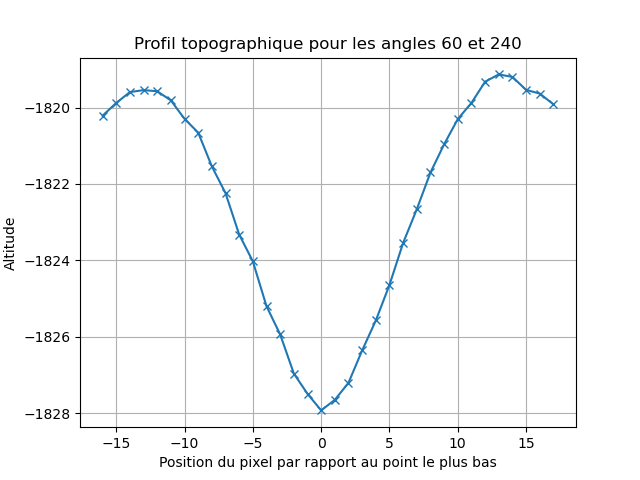 Profil topographique pour les angles 60 et 240
Altitude
−1820
−1822
−1824
−1826
−1828
−15 −10 −5 0 5 10 15
Position du pixel par rapport au point le plus bas